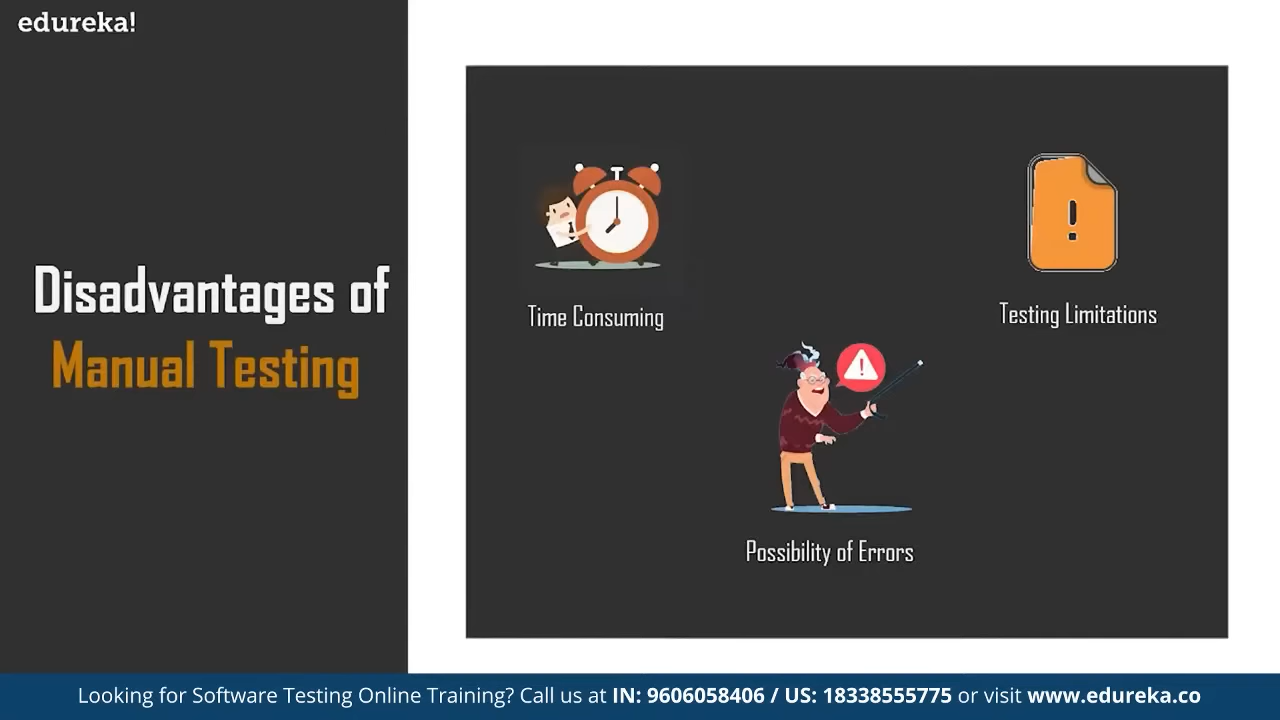 edureka!
Disadvantages of
Manual Testing
Time Consuming
Testing Limitations
Possibility of Errors
Looking for Software Testing Online Training? Call us at IN: 9606058406 / US: 18338555775 or visit www.edureka.co